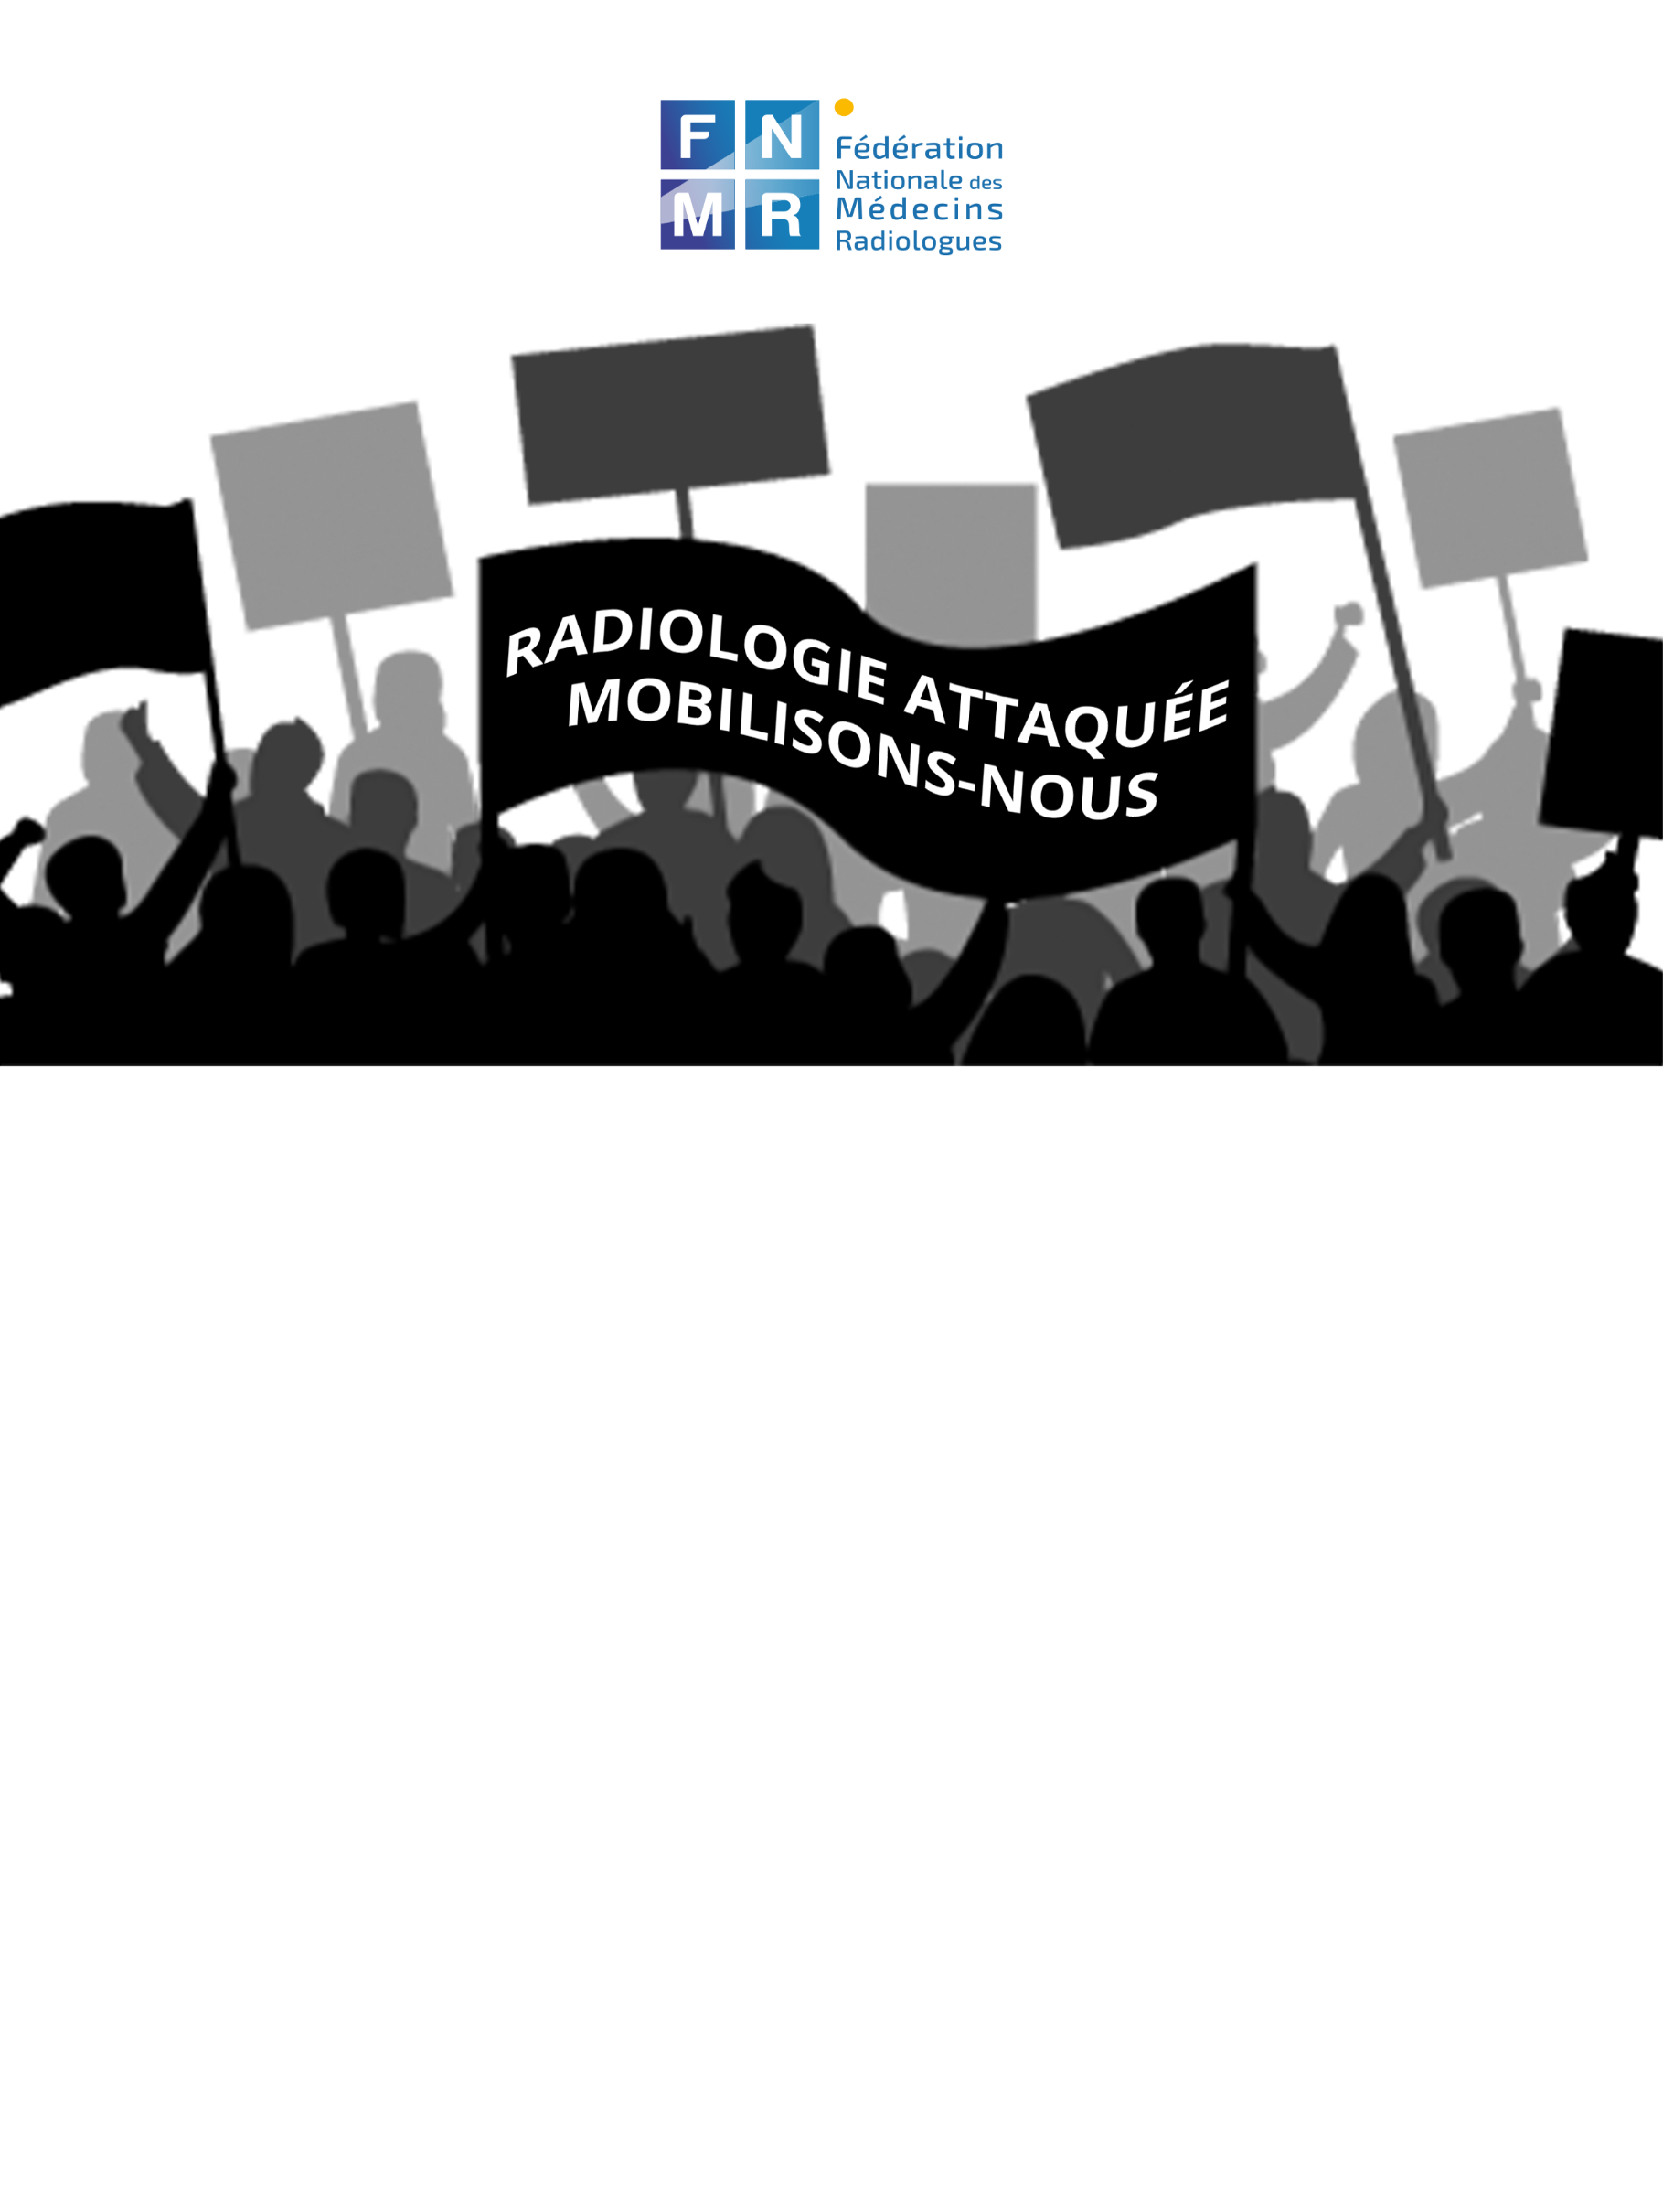 F N
M R
Fédération
Nationale des
Médecins
Radiologues
RADIOLOGIE ATTAQUÉE
MOBILISONS-NOUS